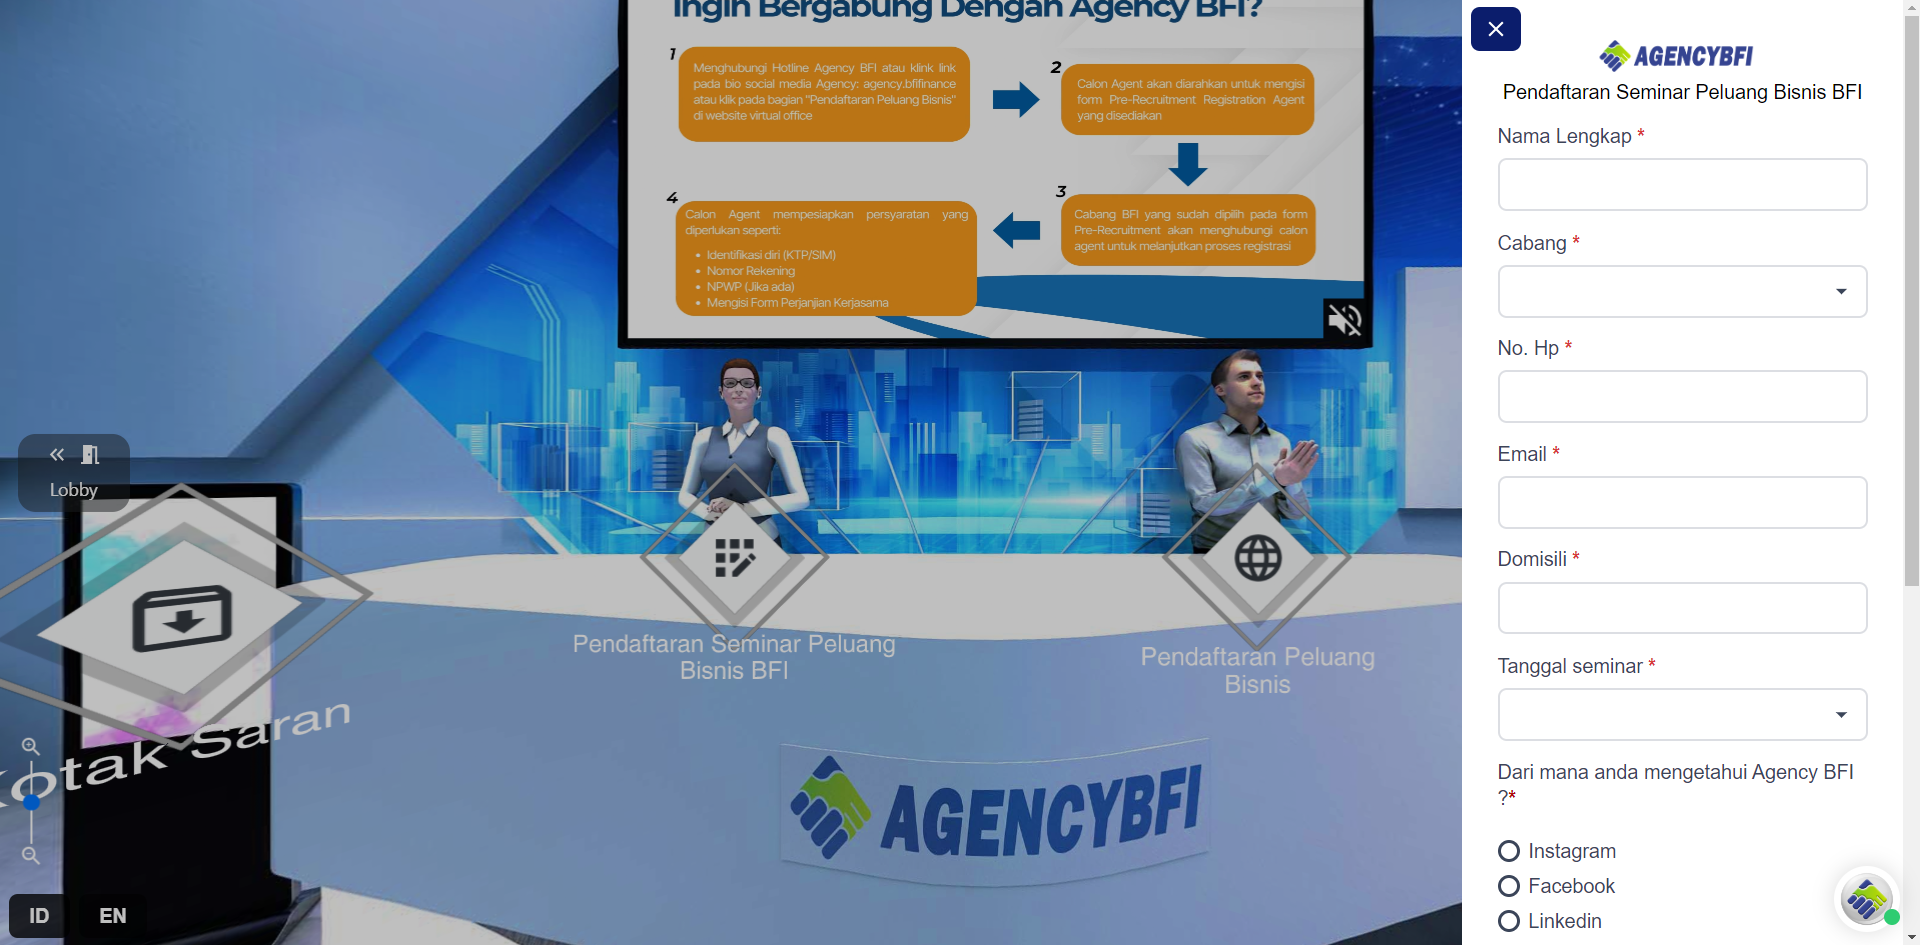 Ingin Bergabung Dengan Agency BFI?
1
Menghubungi Hotline Agency BFI atau klink link
pada bio social media Agency: agency.bfifinance
atau klik pada bagian "Pendaftaran Peluang Bisnis"
di website virtual office
2
Calon Agent akan diarahkan untuk mengisi
form Pre-Recruitment Registration Agent
yang disediakan
3
Cabang BFI yang sudah dipilih pada form
Pre-Recruitment akan menghubungi calon
agent untuk melanjutkan proses registrasi
4
Calon Agent mempesiapkan persyaratan yang
diperlukan seperti:
• Identifikasi diri (KTP/SIM)
• Nomor Rekening
• NPWP (Jika ada)
• Mengisi Form Perjanjian Kerjasama
Lobby
Kotak Saran
Pendaftaran Seminar Peluang
Bisnis BFI
Pendaftaran Peluang
Bisnis
AGENCYBFI
ID
EN
AGENCYBFI
Pendaftaran Seminar Peluang Bisnis BFI
Nama Lengkap *
Cabang *
No. Hp *
Email *
Domisili *
Tanggal seminar *
Dari mana anda mengetahui Agency BFI
?*
Instagram
Facebook
Linkedin